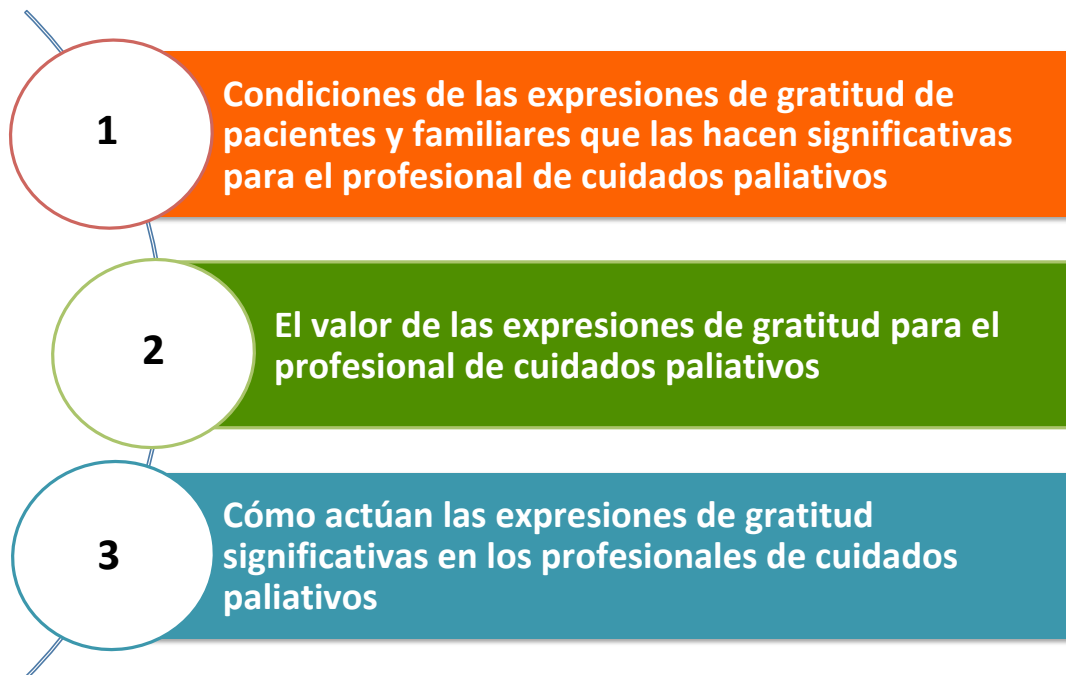 1
Condiciones de las expresiones de gratitud de
pacientes y familiares que las hacen significativas
para el profesional de cuidados paliativos
2
El valor de las expresiones de gratitud para el
profesional de cuidados paliativos
3
Cómo actúan las expresiones de gratitud
significativas en los profesionales de cuidados
paliativos